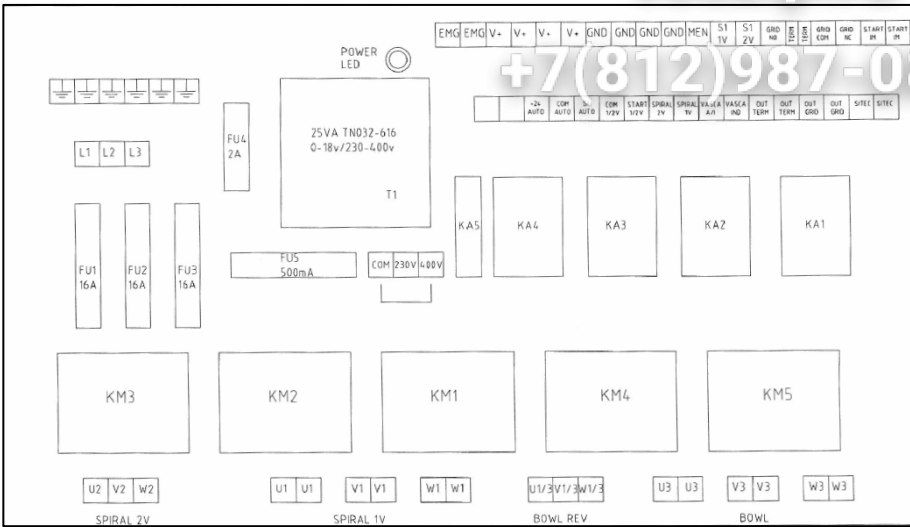 EMG EMG V+ V+ V+ V+ GND GND GND GND MEN S1 1V S1 2V GRID NO TERM TERM GRID COM GRID NC START IM START IM
POWER LED
+7(812)987-0
+24 AUTO COM AUTO AUTO COM 1/2V START 1/2V SPIRAL 2V SPIRAL 1V VASCA A/I VASCA IND OUT TERM OUT TERM OUT GRID OUT GRID SITEC SITEC
FU4 2A
25VA TN032-616
0-18v/230-400v
T1
L1 L2 L3
KA5 KA4 KA3 KA2 KA1
FU1 16A FU2 16A FU3 16A
FU5 500mA
COM 230V 400V
KM3 KM2 KM1 KM4 KM5
U2 V2 W2 U1 U1 V1 V1 W1 W1 U1/3 V1/3 W1/3 U3 U3 V3 V3 W3 W3
SPIRAL 2V SPIRAL 1V BOWL REV BOWL